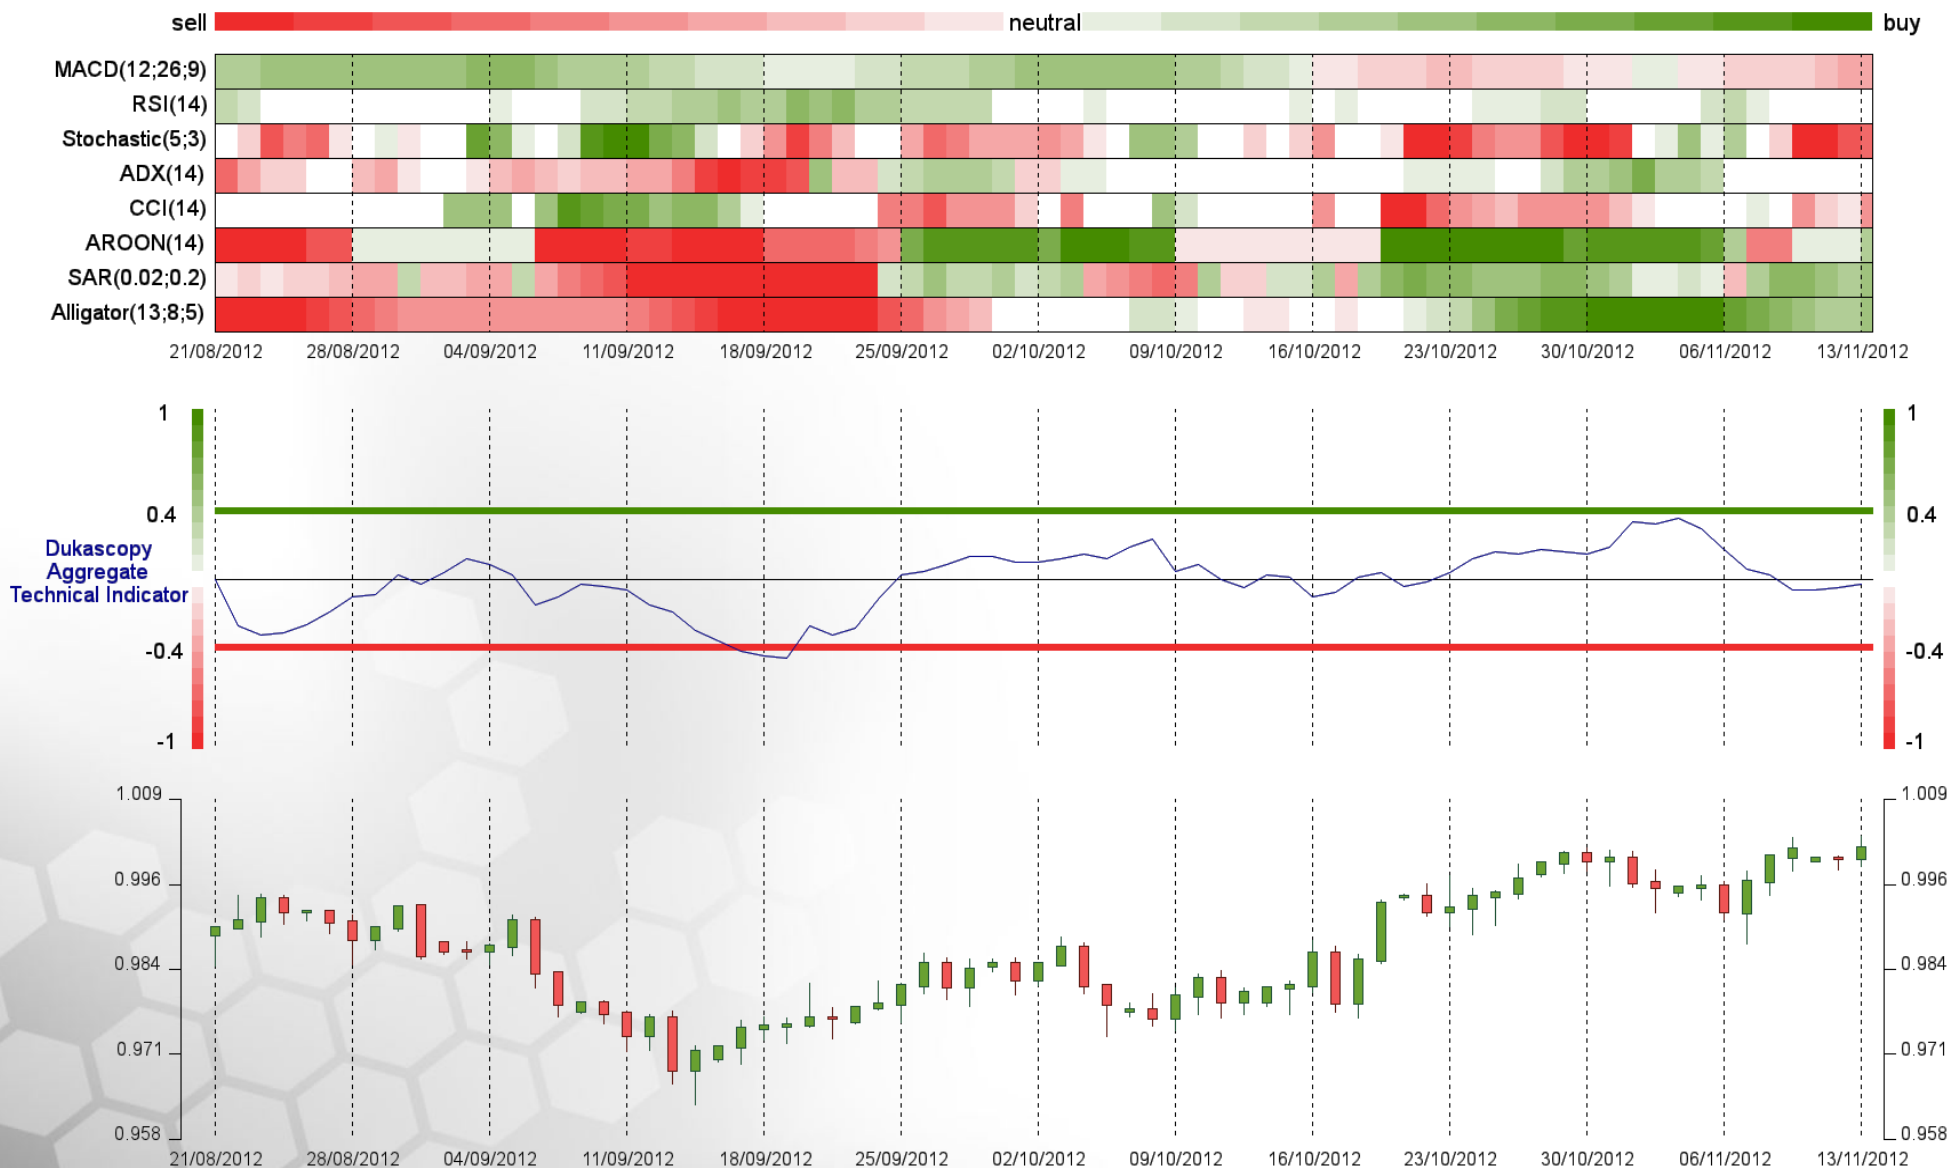 sell neutral buy
MACD(12;26;9)
RSI(14)
Stochastic(5;3)
ADX(14)
CCI(14)
AROON(14)
SAR(0.02;0.2)
Alligator(13;8;5)
21/08/2012 28/08/2012 04/09/2012 11/09/2012 18/09/2012 25/09/2012 02/10/2012 09/10/2012 16/10/2012 23/10/2012 30/10/2012 06/11/2012 13/11/2012
1 1
0.4 0.4
Dukascopy
Aggregate
Technical Indicator
-0.4 -0.4
-1 -1
1.009 1.009
0.996 0.996
0.984 0.984
0.971 0.971
0.958 0.958
21/08/2012 28/08/2012 04/09/2012 11/09/2012 18/09/2012 25/09/2012 02/10/2012 09/10/2012 16/10/2012 23/10/2012 30/10/2012 06/11/2012 13/11/2012